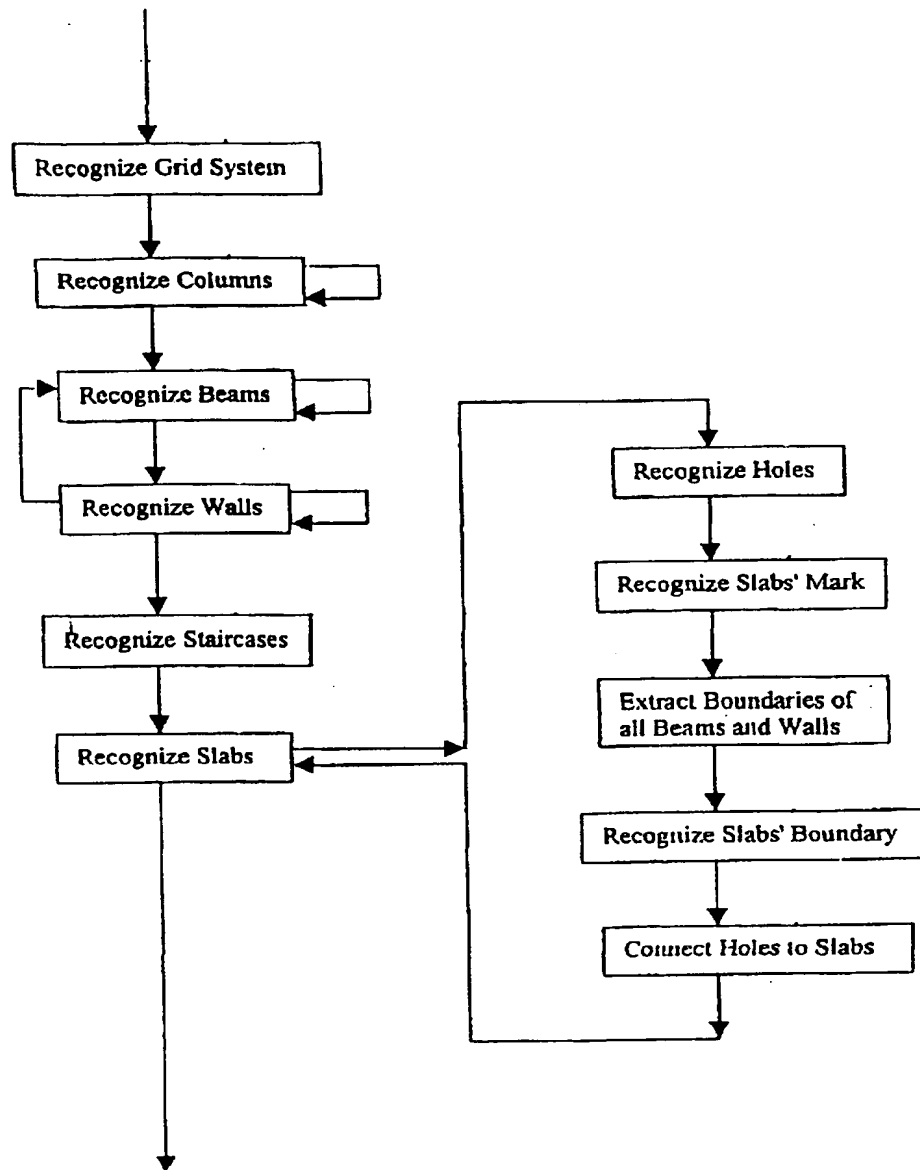 Recognize Grid System
Recognize Columns
Recognize Beams
Recognize Walls
Recognize Staircases
Recognize Slabs
Recognize Holes
Recognize Slabs' Mark
Extract Boundaries of
all Beams and Walls
Recognize Slabs' Boundary
Connect Holes to Slabs